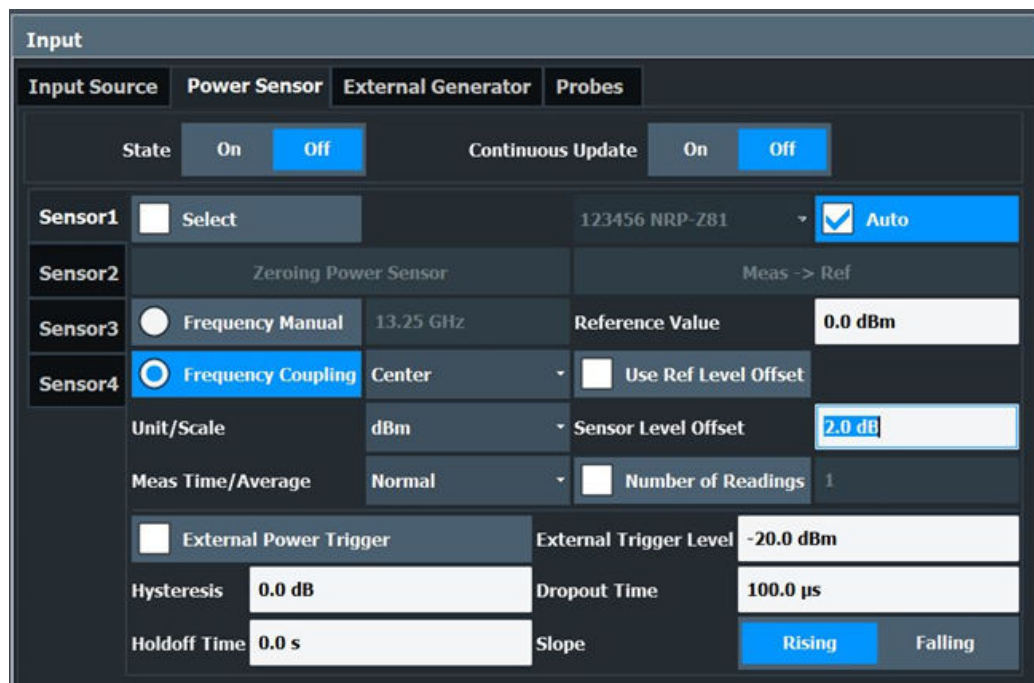 Input
Input Source Power Sensor External Generator Probes
State On Off Continuous Update On Off
Sensor1 Select 123456 NRP-Z81 Auto
Sensor2 Zeroing Power Sensor Meas -> Ref
Sensor3 Frequency Manual 13.25 GHz Reference Value 0.0 dBm
Sensor4 Frequency Coupling Center Use Ref Level Offset
Unit/Scale dBm Sensor Level Offset 2.0 dB
Meas Time/Average Normal Number of Readings 1
External Power Trigger External Trigger Level -20.0 dBm
Hysteresis 0.0 dB Dropout Time 100.0 µs
Holdoff Time 0.0 s Slope Rising Falling